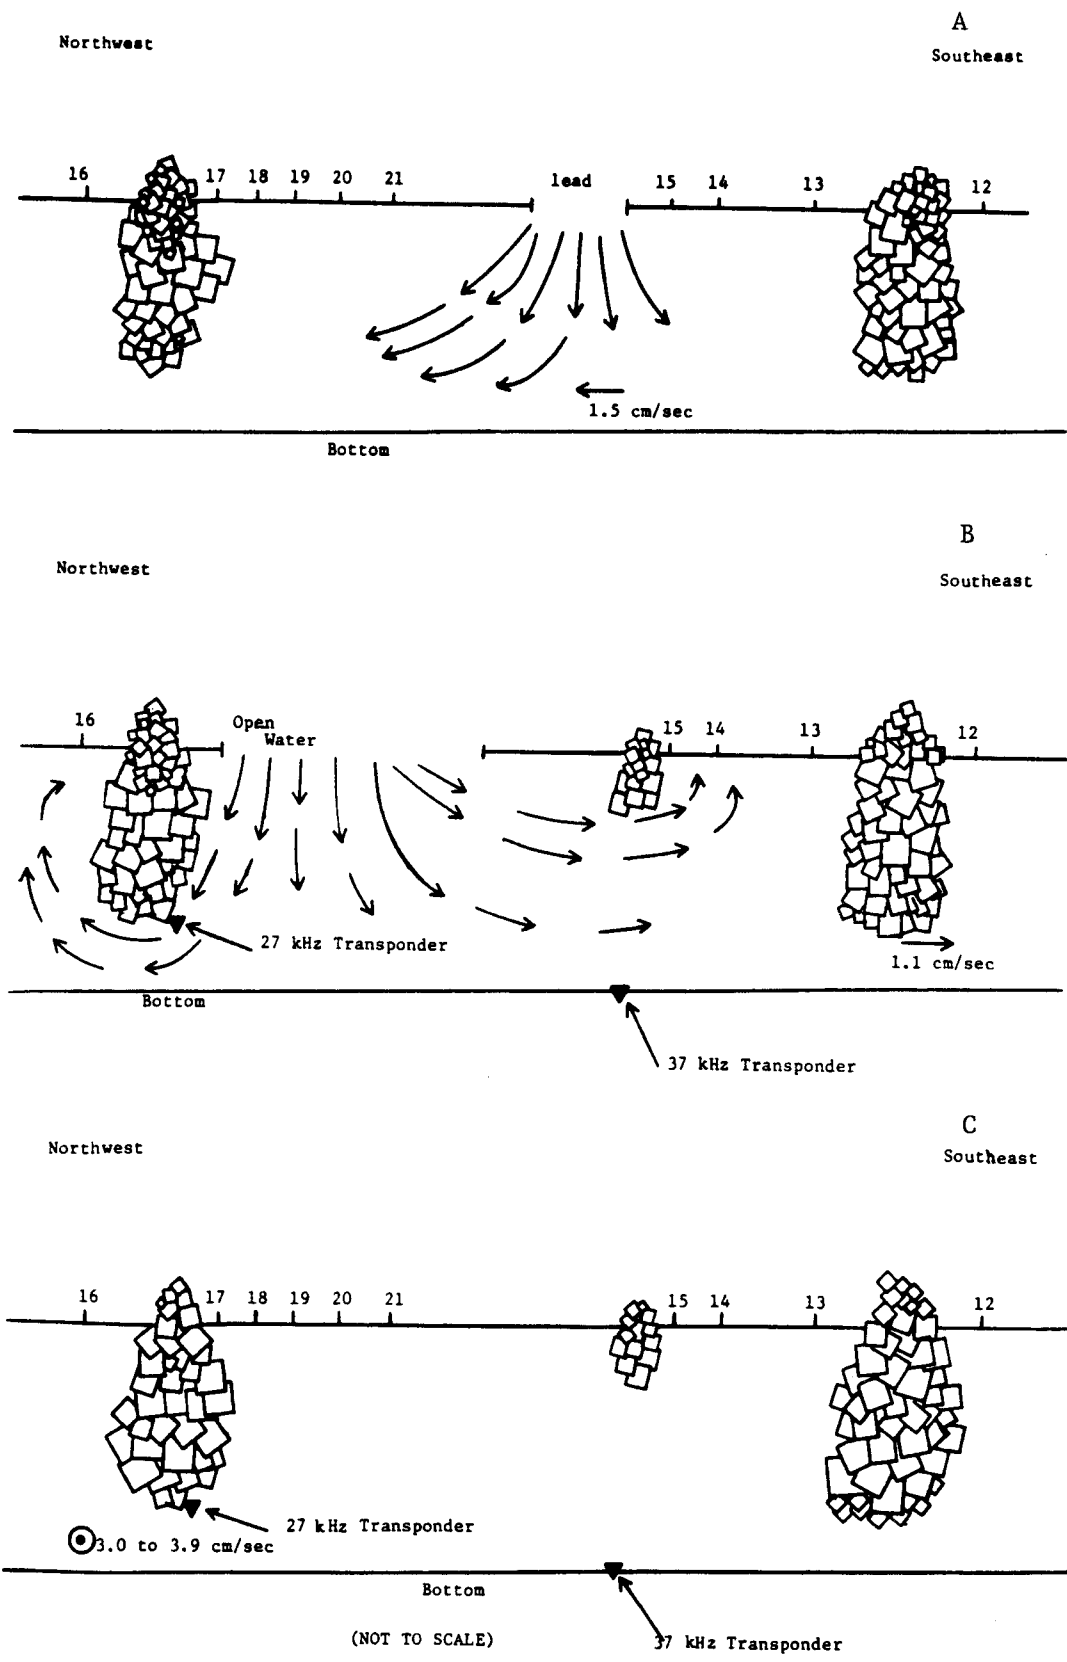 A
Northwest
Southeast
16 17 18 19 20 21 lead 15 14 13 12
1.5 cm/sec
Bottom
B
Northwest
Southeast
16 Open Water 15 14 13 12
27 kHz Transponder
1.1 cm/sec
Bottom
37 kHz Transponder
C
Northwest
Southeast
16 17 18 19 20 21 15 14 13 12
27 kHz Transponder
3.0 to 3.9 cm/sec
Bottom
(NOT TO SCALE)
37 kHz Transponder